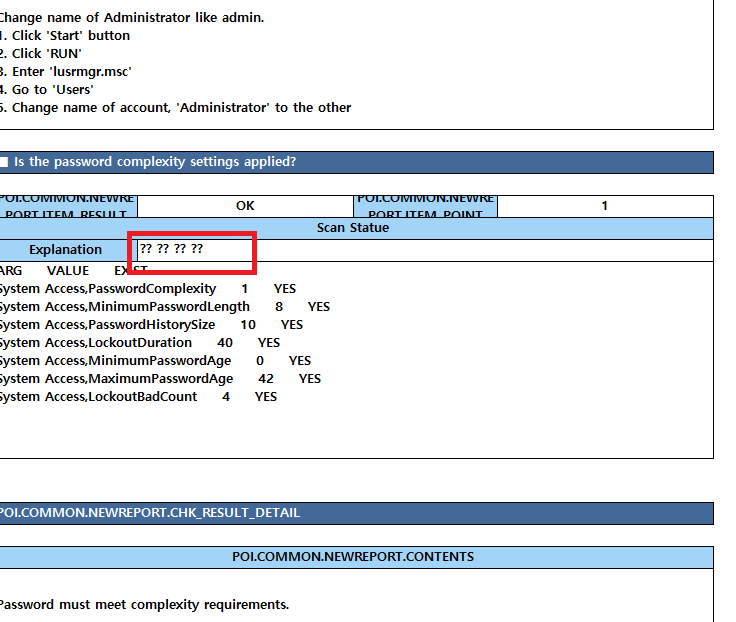 Change name of Administrator like admin.
1. Click 'Start' button
2. Click 'RUN'
3. Enter 'lusrmgr.msc'
4. Go to 'Users'
5. Change name of account, 'Administrator' to the other
Is the password complexity settings applied?
POI.COMMON.NEWRE
PORT.ITEM_RESULT
OK
POI.COMMON.NEWRE
PORT.ITEM_POINT
1
Scan Statue
Explanation
?? ?? ?? ??
ARG VALUE EXIST
System Access,PasswordComplexity 1 YES
System Access,MinimumPasswordLength 8 YES
System Access,PasswordHistorySize 10 YES
System Access,LockoutDuration 40 YES
System Access,MinimumPasswordAge 0 YES
System Access,MaximumPasswordAge 42 YES
System Access,LockoutBadCount 4 YES
POI.COMMON.NEWREPORT.CHK_RESULT_DETAIL
POI.COMMON.NEWREPORT.CONTENTS
Password must meet complexity requirements.